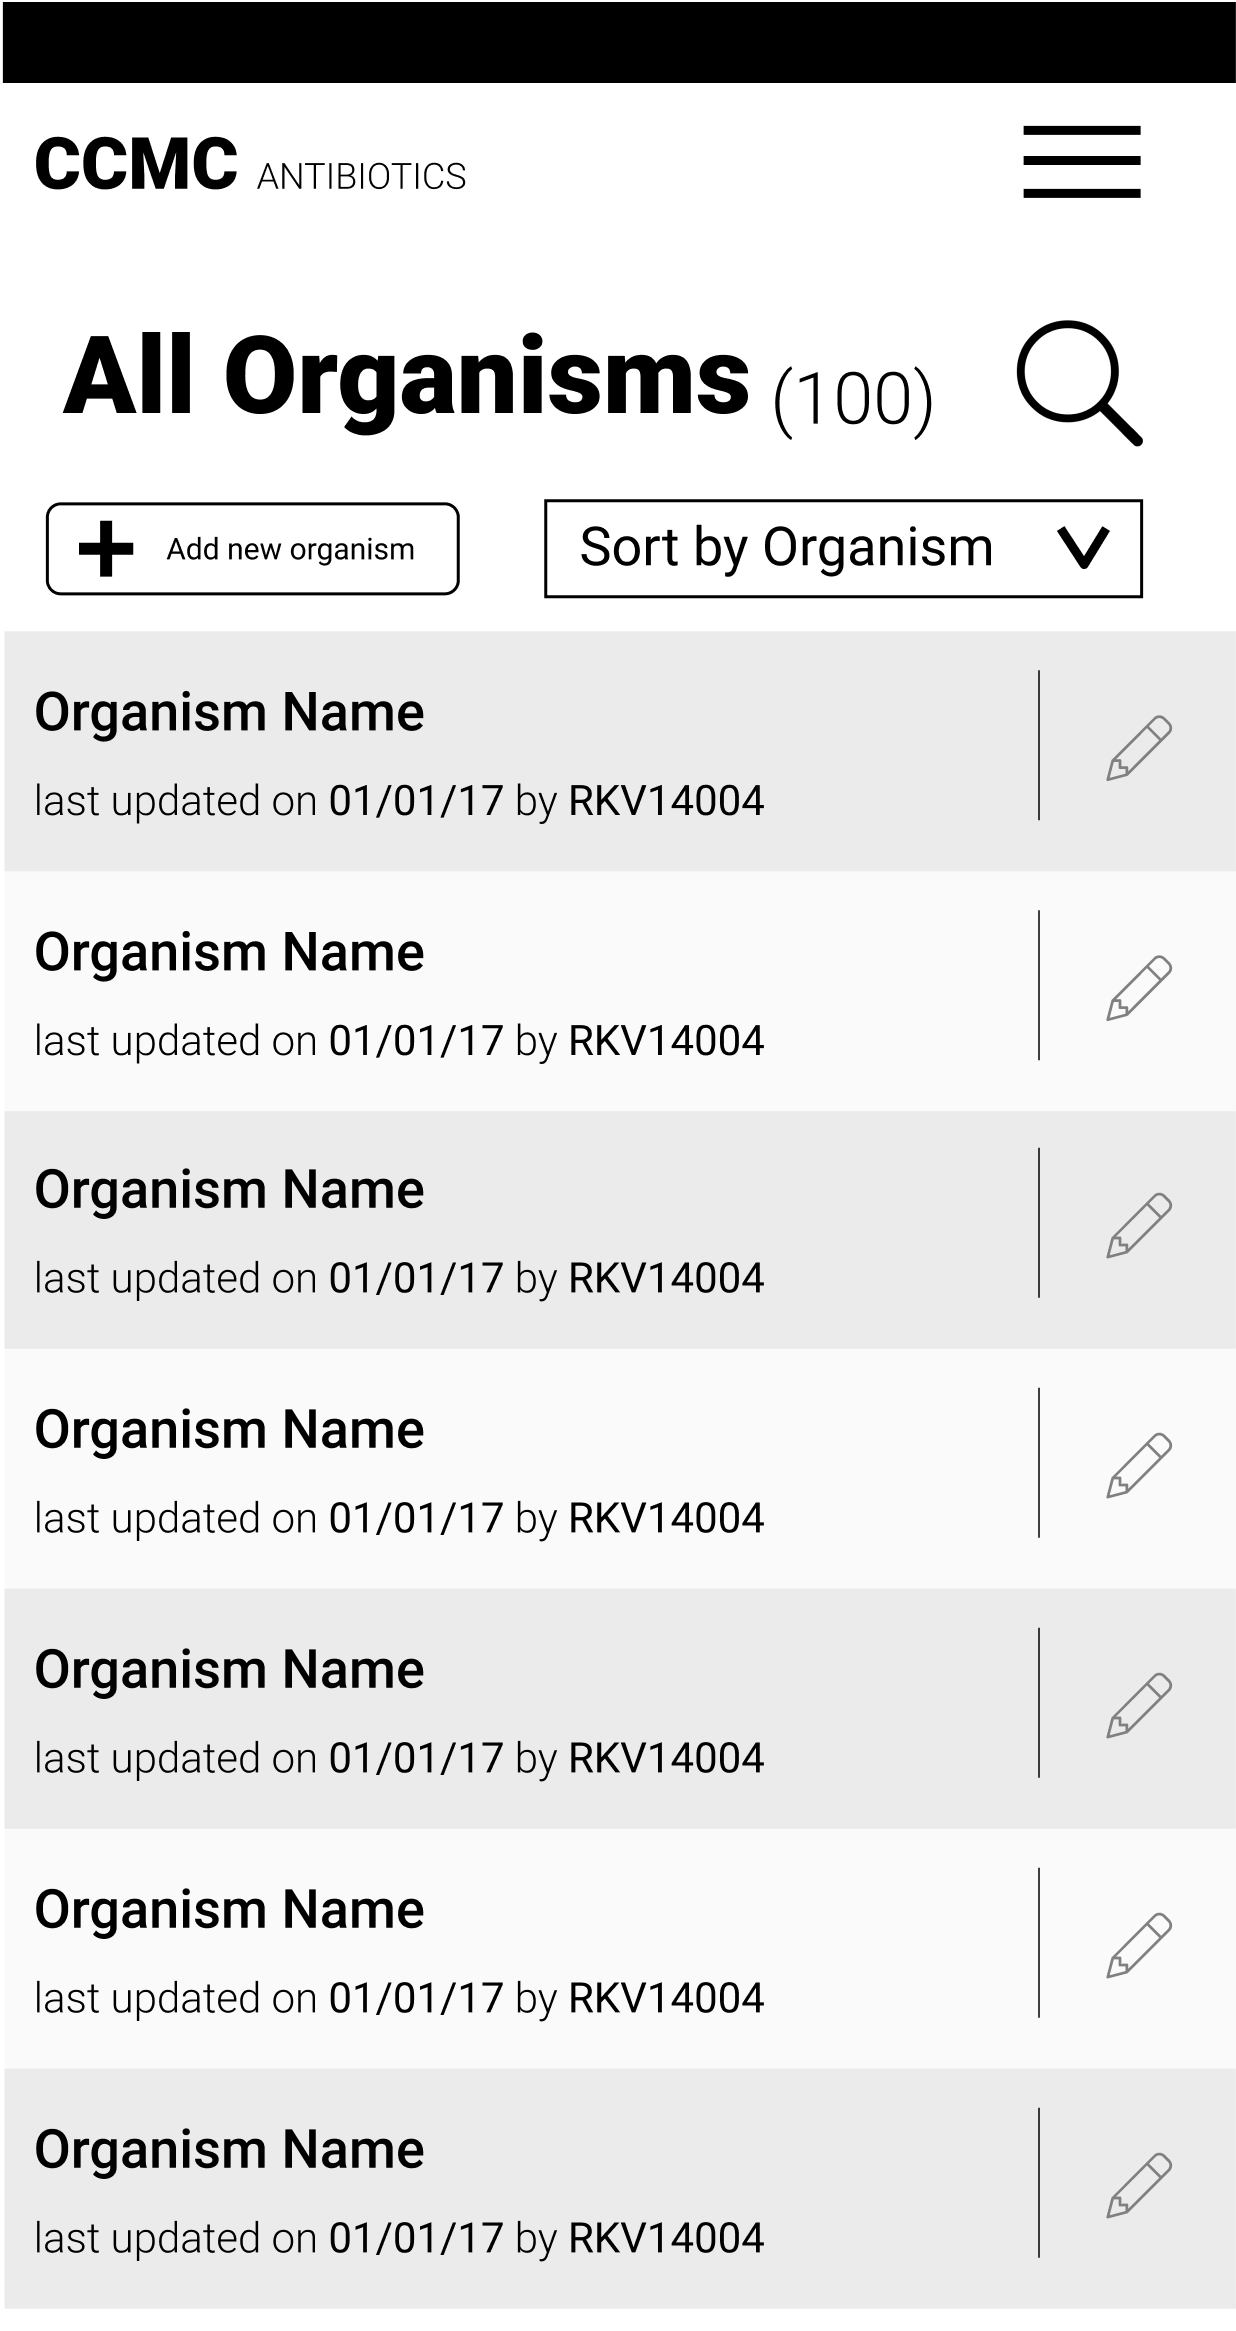 CCMC ANTIBIOTICS
All Organisms (100)
Add new organism
Sort by Organism
Organism Name
last updated on 01/01/17 by RKV14004
Organism Name
last updated on 01/01/17 by RKV14004
Organism Name
last updated on 01/01/17 by RKV14004
Organism Name
last updated on 01/01/17 by RKV14004
Organism Name
last updated on 01/01/17 by RKV14004
Organism Name
last updated on 01/01/17 by RKV14004
Organism Name
last updated on 01/01/17 by RKV14004